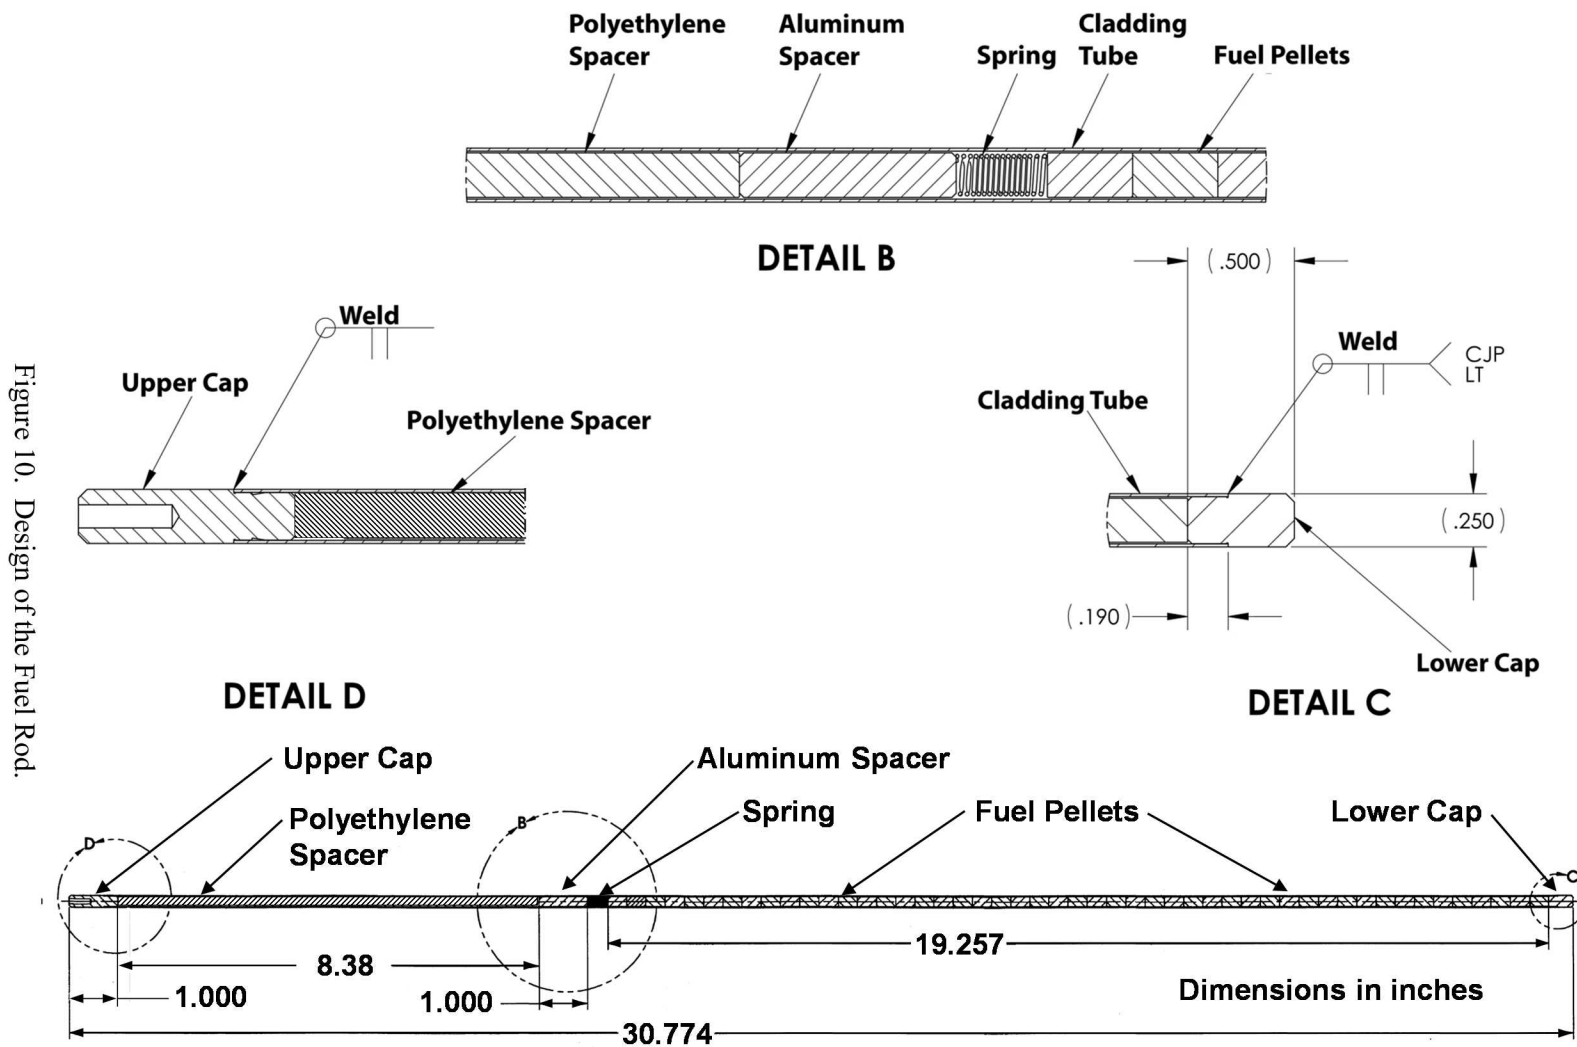 Polyethylene
Spacer
Aluminum
Spacer
Spring
Cladding
Tube
Fuel Pellets
DETAIL B
(.500)
Weld
Upper Cap
Polyethylene Spacer
DETAIL D
Weld
CJP
LT
Cladding Tube
(.250)
(.190)
Lower Cap
DETAIL C
Upper Cap
Polyethylene
Spacer
Aluminum Spacer
Spring
Fuel Pellets
Lower Cap
D
B
C
19.257
8.38
1.000
1.000
Dimensions in inches
30.774
Figure 10. Design of the Fuel Rod.